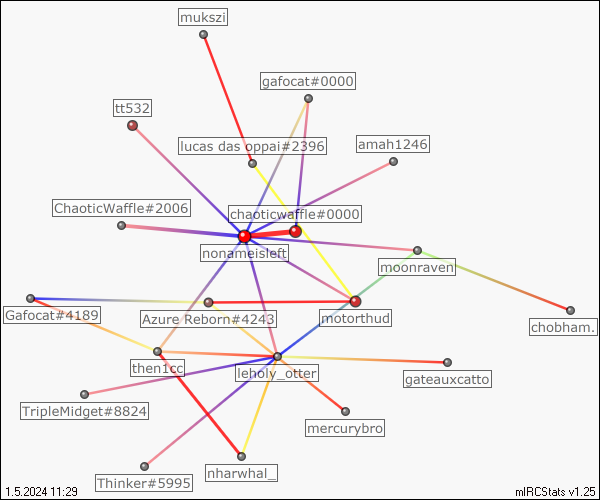 mukszi
gafocat#0000
tt532
lucas das oppai#2396
amah1246
ChaoticWaffle#2006
chaoticwaffle#0000
nonameisleft
moonraven
Gafocat#4189
Azure Reborn#4243
motorthud
chobham.
then1cc
leholy_otter
gateauxcatto
TripleMidget#8824
mercurybro
Thinker#5995
nharwhal_
1.5.2024 11:29
mIRCStats v1.25